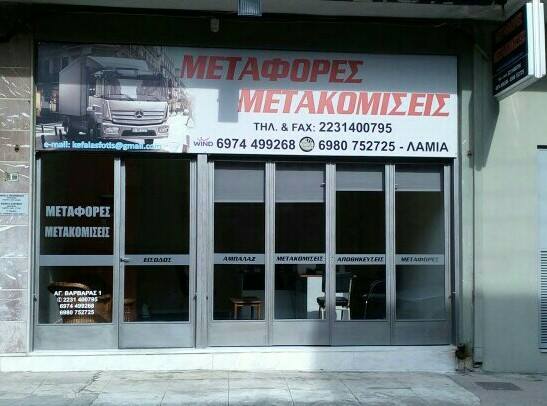 ΜΕΤΑΦΟΡΕΣ
ΜΕΤΑΚΟΜΙΣΕΙΣ
ΤΗΛ. & FAX: 2231400795
WIND 6974 499268 6980 752725 - ΛΑΜΙΑ
e-mail: kefalasfotis@gmail.com
ΜΕΤΑΦΟΡΕΣ
ΜΕΤΑΚΟΜΙΣΕΙΣ
ΕΙΣΟΔΟΣ ΑΜΠΑΛΑΖ ΜΕΤΑΚΟΜΙΣΕΙΣ ΑΠΟΘΗΚΕΥΣΕΙΣ ΜΕΤΑΦΟΡΕΣ
ΑΓ. ΒΑΡΒΑΡΑΣ 1
2231 400795
6974 499268
6980 752725